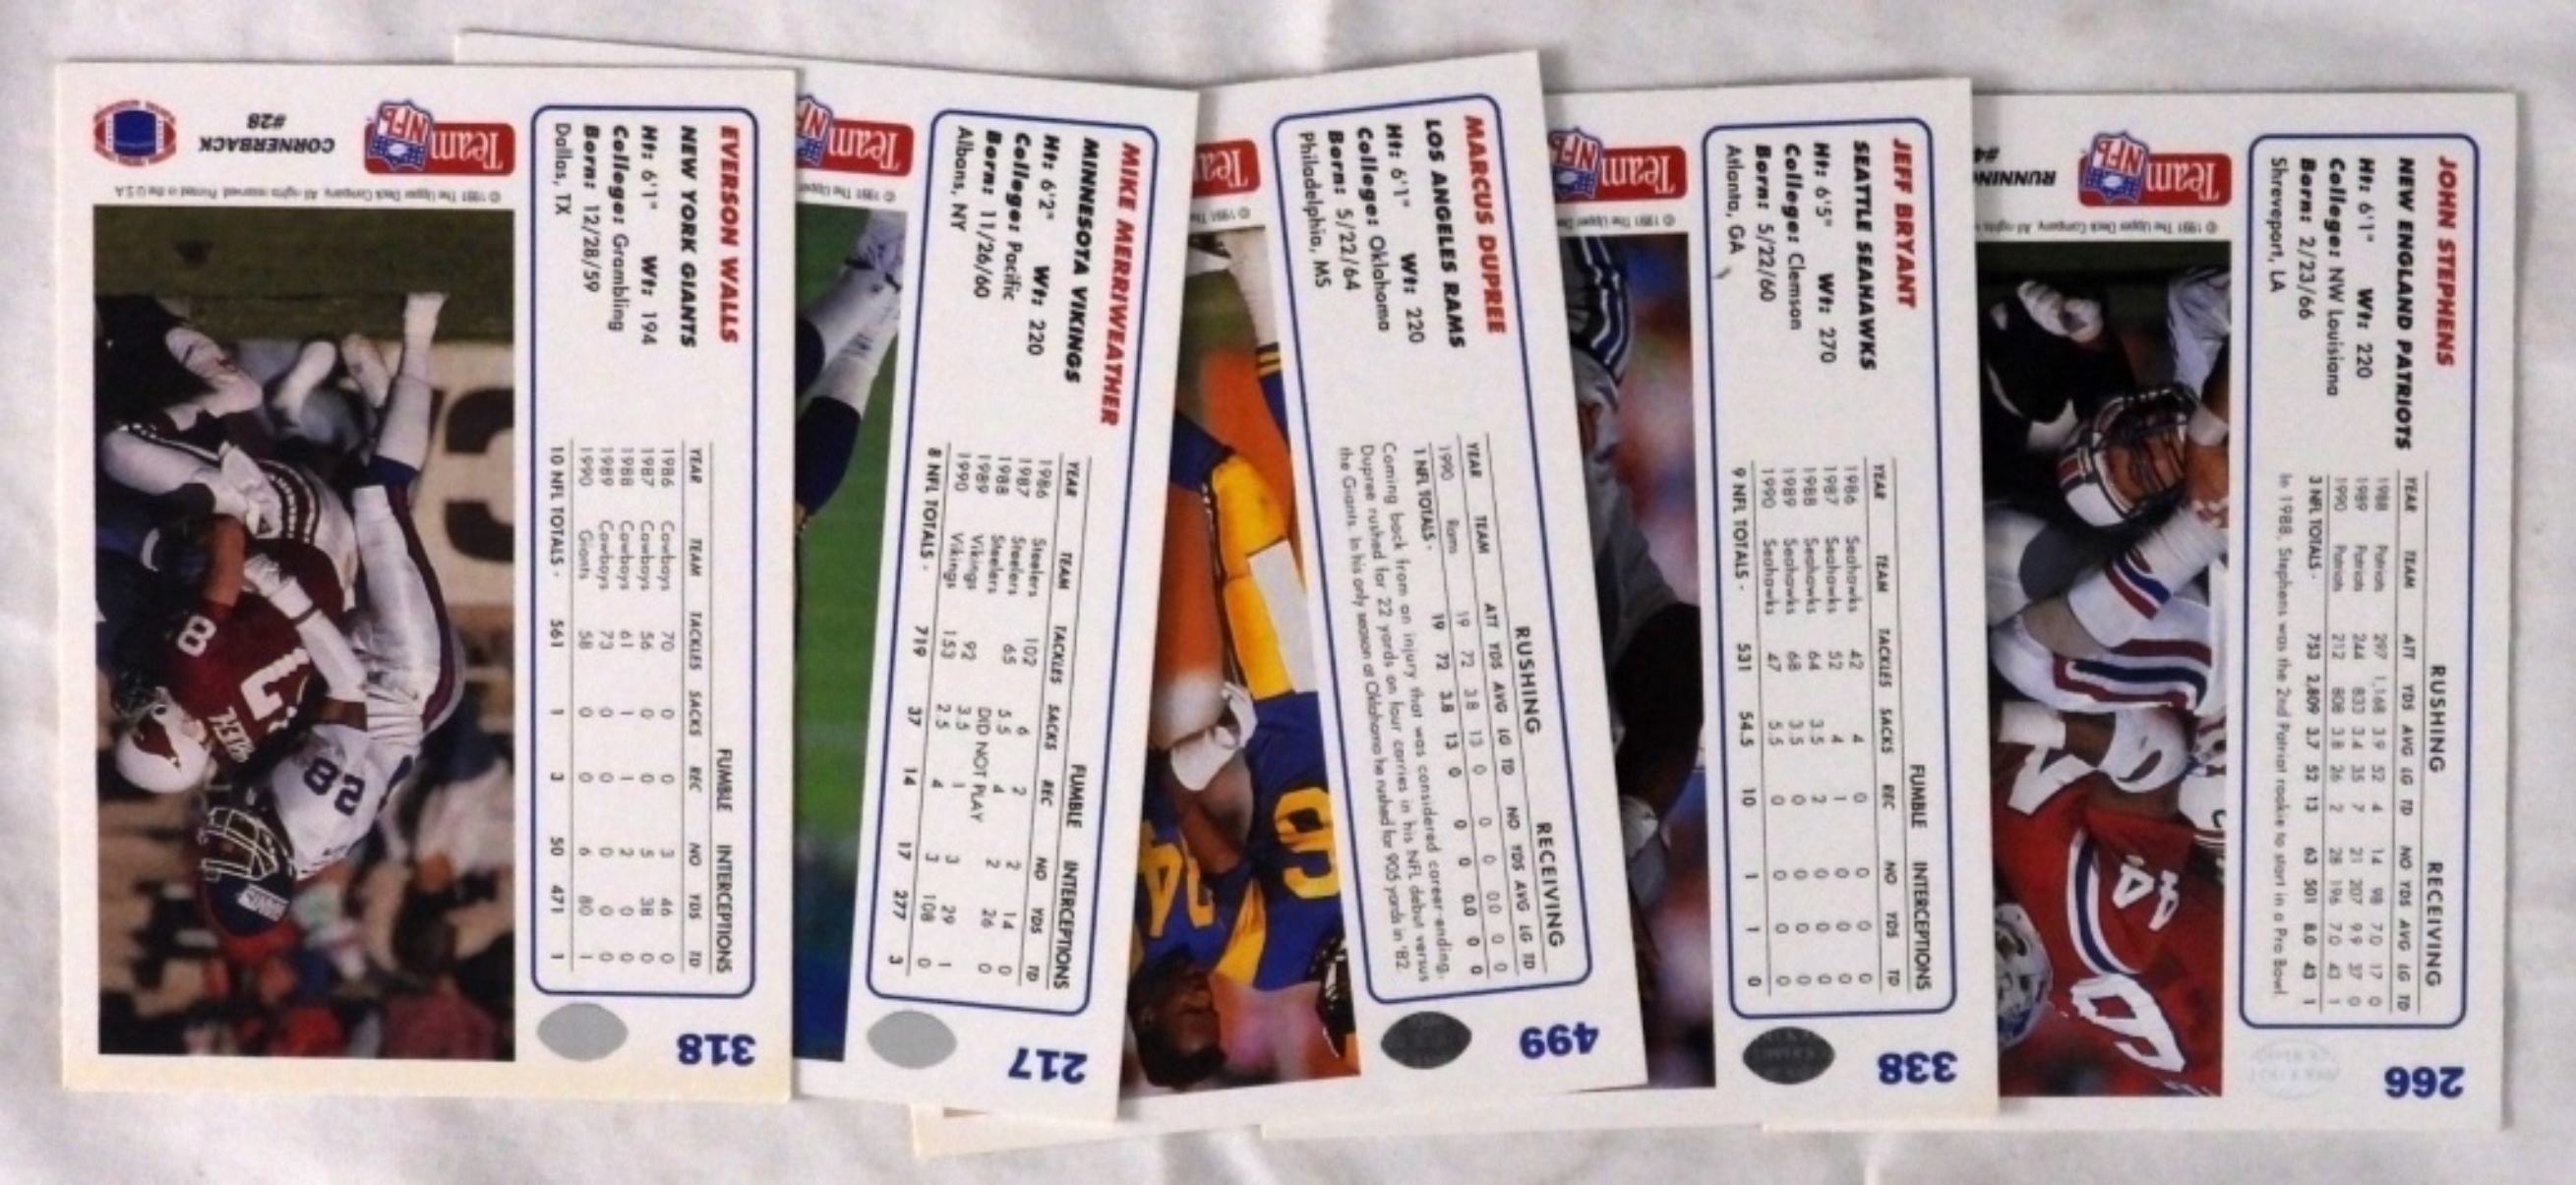 #28
CORNERBACK
Team
NFL
© 1991 The Upper Deck Company. All rights reserved. Printed in the U.S.A.
EVERSON WALLS
NEW YORK GIANTS
Ht: 6'1" Wt: 194
College: Grambling
Born: 12/28/59
Dallas, TX
FUMBLE INTERCEPTIONS
YEAR TEAM TACKLES SACKS REC NO YDS TD
1986 Cowboys 70 0 0 3 46 0
1987 Cowboys 56 0 0 5 38 0
1988 Cowboys 61 1 1 2 0 0
1989 Cowboys 73 0 0 0 0 0
1990 Giants 58 0 0 6 80 1
10 NFL TOTALS - 561 1 3 50 471 1
318
28
8
Team
NFL
© 1991 The Upper
MIKE MERRIWEATHER
MINNESOTA VIKINGS
Ht: 6'2" Wt: 220
College: Pacific
Born: 11/26/60
Albans, NY
FUMBLE INTERCEPTIONS
YEAR TEAM TACKLES SACKS REC NO YDS TD
1986 Steelers 102 6 2 2 14 0
1987 Steelers 65 5.5 4 2 26 0
1988 Steelers DID NOT PLAY
1989 Vikings 92 3.5 1 3 29 1
1990 Vikings 153 2.5 4 3 108 0
8 NFL TOTALS - 719 37 14 17 277 3
217
Team
© 1991 The
MARCUS DUPREE
LOS ANGELES RAMS
Ht: 6'1" Wt: 220
College: Oklahoma
Born: 5/22/64
Philadelphia, MS
RUSHING RECEIVING
YEAR TEAM ATT YDS AVG LG TD NO YDS AVG LG TD
1990 Rams 19 72 3.8 13 0 0 0 0.0 0 0
1 NFL TOTALS - 19 72 3.8 13 0 0 0 0.0 0 0
Coming back from an injury that was considered career-ending,
Dupree rushed for 22 yards on four carries in his NFL debut versus
the Giants. In his only season at Oklahoma he rushed for 905 yards in '82.
499
Team
NFL
© 1991 The Upper Deck
JEFF BRYANT
SEATTLE SEAHAWKS
Ht: 6'5" Wt: 270
College: Clemson
Born: 5/22/60
Atlanta, GA
FUMBLE INTERCEPTIONS
YEAR TEAM TACKLES SACKS REC NO YDS TD
1986 Seahawks 42 4 0 0 0 0
1987 Seahawks 52 4 1 0 0 0
1988 Seahawks 64 3.5 2 0 0 0
1989 Seahawks 68 3.5 0 0 0 0
1990 Seahawks 47 5.5 0 0 0 0
9 NFL TOTALS - 531 54.5 10 1 1 0
338
#4
RUNNING
Team
NFL
© 1991 The Upper Deck Company. All rights
JOHN STEPHENS
NEW ENGLAND PATRIOTS
Ht: 6'1" Wt: 220
College: NW Louisiana
Born: 2/23/66
Shreveport, LA
RUSHING RECEIVING
YEAR TEAM ATT YDS AVG LG TD NO YDS AVG LG TD
1988 Patriots 297 1,168 3.9 52 4 14 98 7.0 17 0
1989 Patriots 244 833 3.4 35 7 21 207 9.9 37 0
1990 Patriots 212 808 3.8 26 2 28 196 7.0 43 1
3 NFL TOTALS - 753 2,809 3.7 52 13 63 501 8.0 43 1
In 1988, Stephens was the 2nd Patriot rookie to start in a Pro Bowl.
44
266